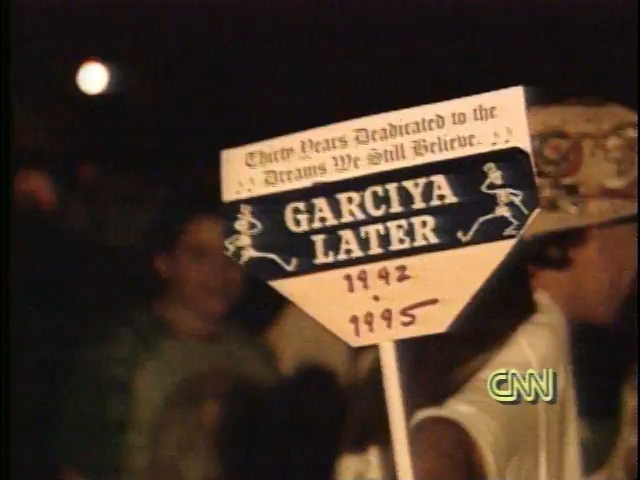 Thirty Years Deadicated to the
♪♪ Dreams We Still Believe. ♪♪
GARCIYA
LATER
1942
1995
CNN